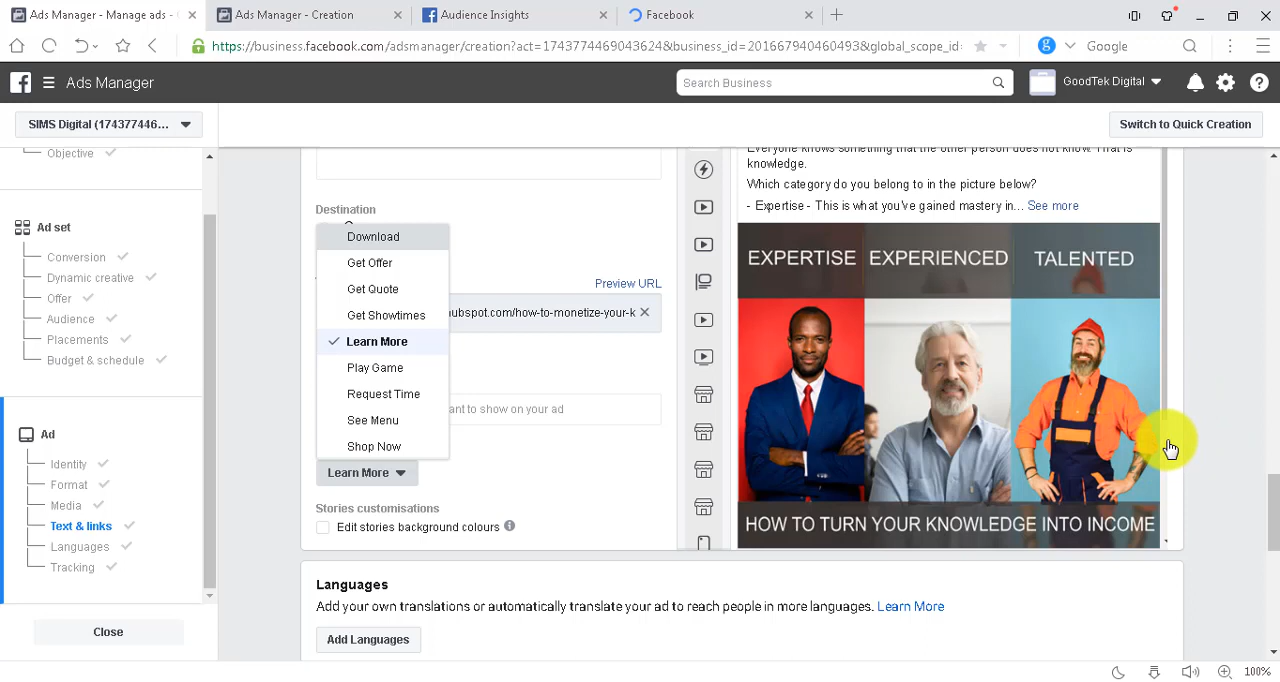 Ads Manager - Manage ads -
Ads Manager - Creation
Audience Insights
Facebook
https://business.facebook.com/adsmanager/creation?act=1743774469043624&business_id=201667940460493&global_scope_id=
Google
Ads Manager
Search Business
GoodTek Digital
SIMS Digital (174377446...
Switch to Quick Creation
Objective
Ad set
Conversion
Dynamic creative
Offer
Audience
Placements
Budget & schedule
Ad
Identity
Format
Media
Text & links
Languages
Tracking
Close
Destination
Download
Get Offer
Get Quote
Get Showtimes
Learn More
Play Game
Request Time
See Menu
Shop Now
Preview URL
hubspot.com/how-to-monetize-your-k
ant to show on your ad
Learn More
Stories customisations
Edit stories background colours
Everyone knows something that the other person does not know. That is
knowledge.
Which category do you belong to in the picture below?
- Expertise - This is what you've gained mastery in... See more
EXPERTISE EXPERIENCED TALENTED
HOW TO TURN YOUR KNOWLEDGE INTO INCOME
Languages
Add your own translations or automatically translate your ad to reach people in more languages. Learn More
Add Languages
100%